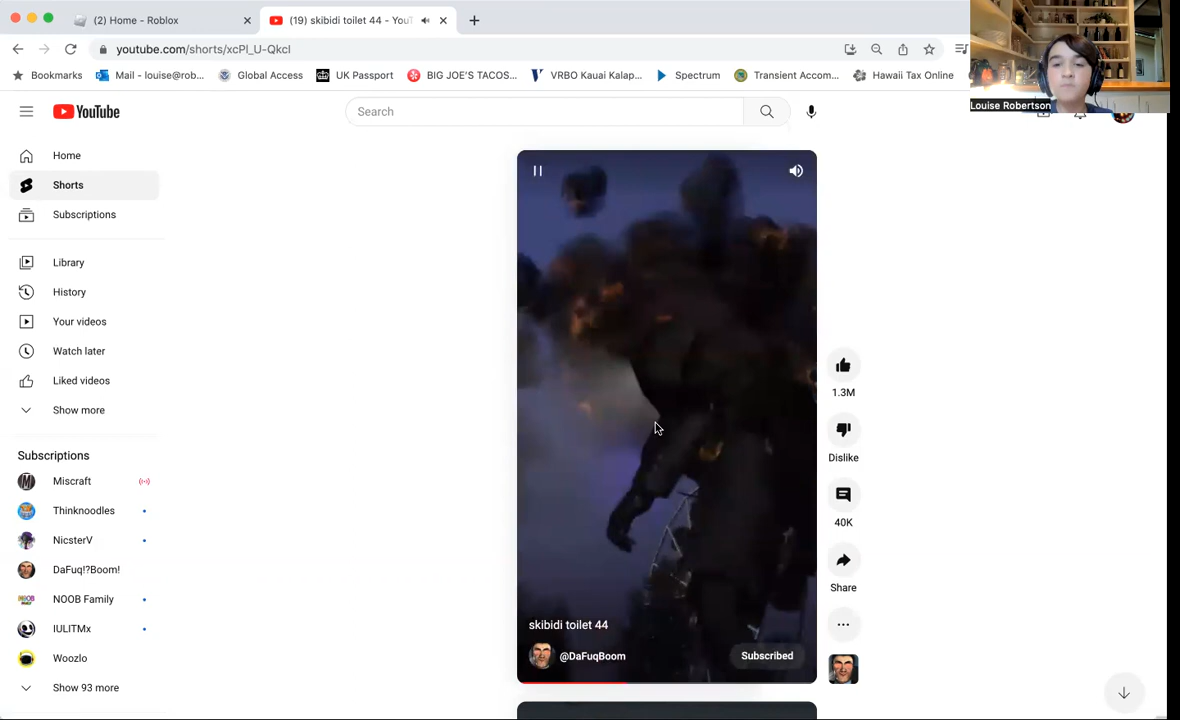 (2) Home - Roblox
(19) skibidi toilet 44 - YouT
youtube.com/shorts/xcPl_U-Qkcl
Bookmarks
Mail - louise@rob...
Global Access
UK Passport
BIG JOE'S TACOS...
VRBO Kauai Kalap...
Spectrum
Transient Accom...
Hawaii Tax Online
Louise Robertson
YouTube
Search
Home
Shorts
Subscriptions
Library
History
Your videos
Watch later
Liked videos
Show more
Subscriptions
Miscraft
Thinknoodles
NicsterV
DaFuq!?Boom!
NOOB Family
IULITMx
Woozlo
Show 93 more
1.3M
Dislike
40K
Share
skibidi toilet 44
@DaFuqBoom
Subscribed